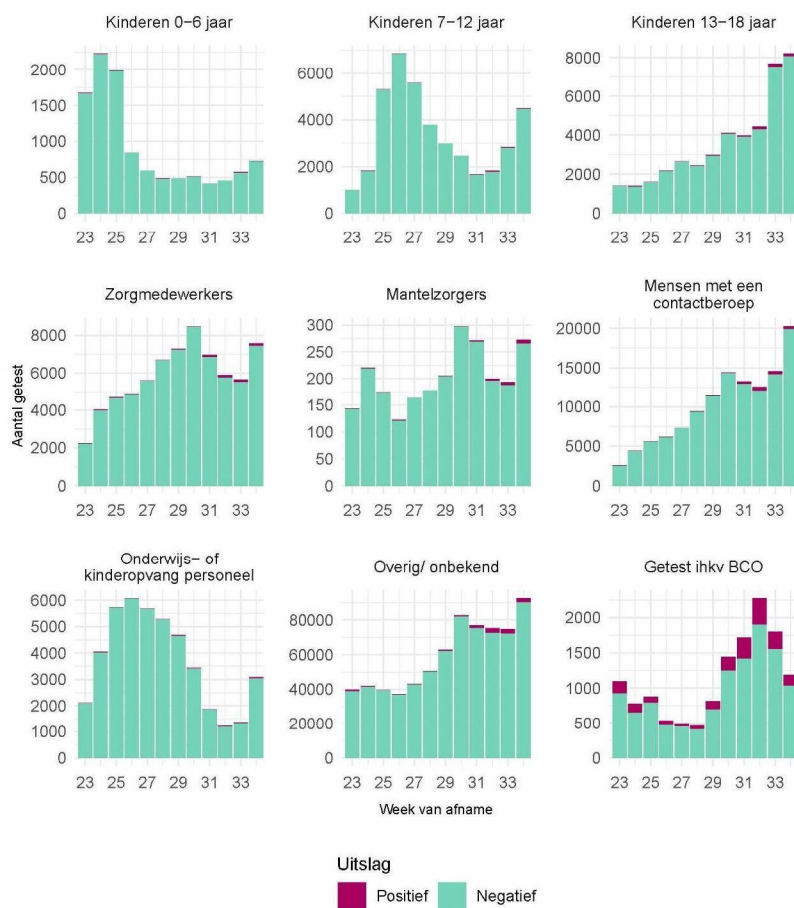 Kinderen 0−6 jaar
2000
1500
1000
500
0
23 25 27 29 31 33
Kinderen 7−12 jaar
6000
4000
2000
0
23 25 27 29 31 33
Kinderen 13−18 jaar
8000
6000
4000
2000
0
23 25 27 29 31 33
Aantal getest
Zorgmedewerkers
8000
6000
4000
2000
0
23 25 27 29 31 33
Mantelzorgers
300
250
200
150
100
50
0
23 25 27 29 31 33
Mensen met een
contactberoep
20000
15000
10000
5000
0
23 25 27 29 31 33
Onderwijs− of
kinderopvang personeel
6000
5000
4000
3000
2000
1000
0
23 25 27 29 31 33
Overig/ onbekend
80000
60000
40000
20000
0
23 25 27 29 31 33
Getest ihkv BCO
2000
1500
1000
500
0
23 25 27 29 31 33
Week van afname
Uitslag
Positief Negatief